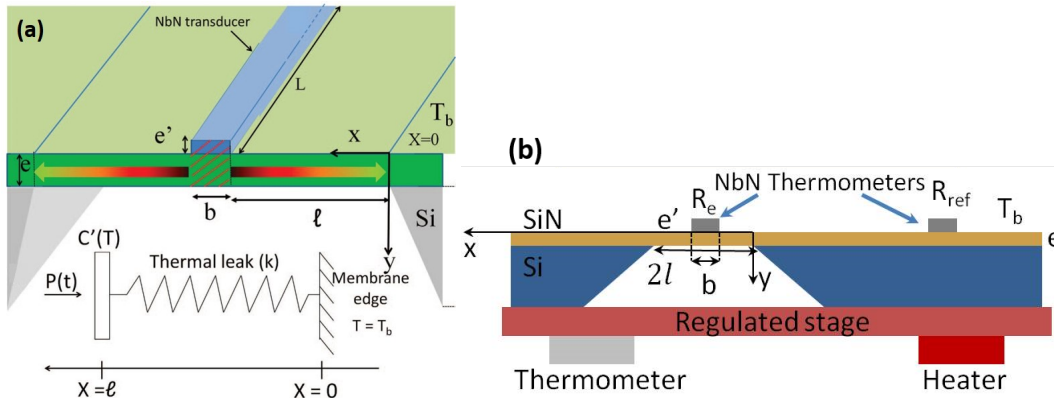 (a)
NbN transducer
L
e'
T_b
X=0
x
e
b
ℓ
Si
y
C'(T)
P(t)
Thermal leak (k)
Membrane
edge
T = T_b
X =ℓ
X = 0
(b)
NbN Thermometers
R_e
R_ref
SiN
e'
T_b
e
x
Si
2l
b
y
Regulated stage
Thermometer
Heater